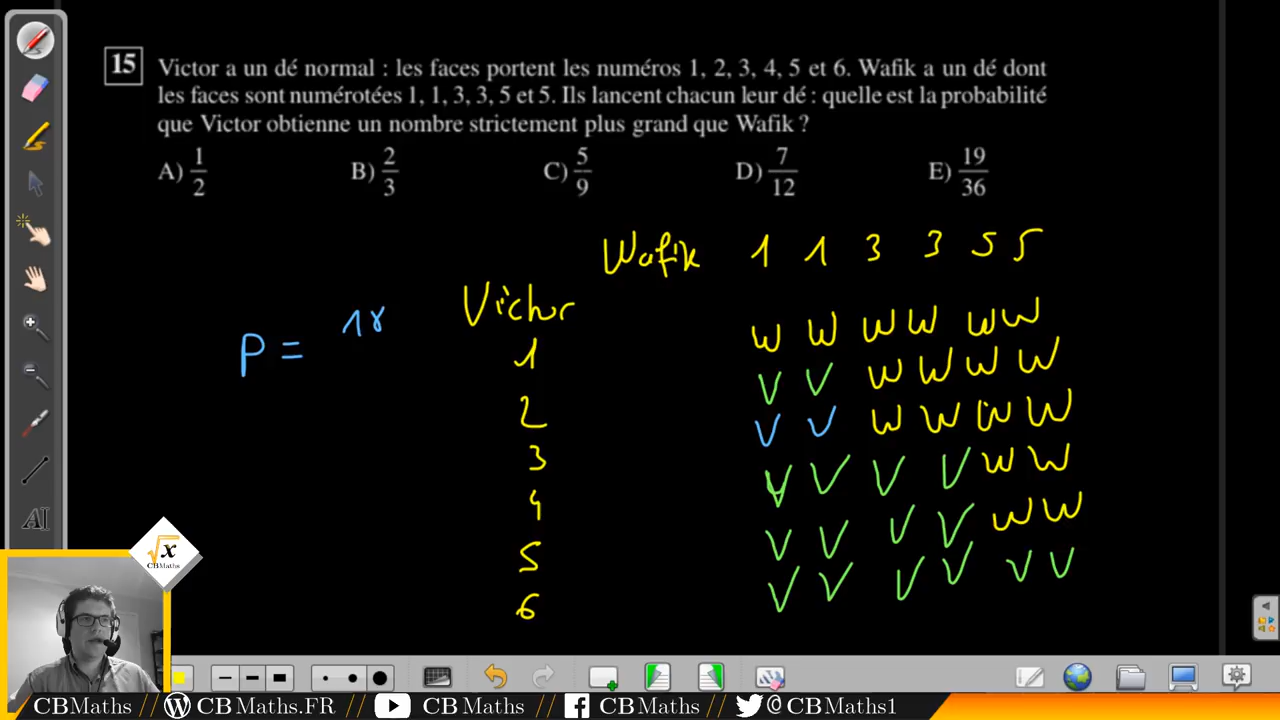 15 Victor a un dé normal : les faces portent les numéros 1, 2, 3, 4, 5 et 6. Wafik a un dé dont
les faces sont numérotées 1, 1, 3, 3, 5 et 5. Ils lancent chacun leur dé : quelle est la probabilité
que Victor obtienne un nombre strictement plus grand que Wafik ?
A) 1/2 B) 2/3 C) 5/9 D) 7/12 E) 19/36
Wafik 1 1 3 3 5 5
Victor
P = 18
1 W W W W W W
2 V V W W W W
3 V V W W W W
4 V V V V W W
5 V V V V W W
6 V V V V V V
AI
√x
CBMaths
CBMaths CBMaths.FR CBMaths CBMaths @CBMaths1